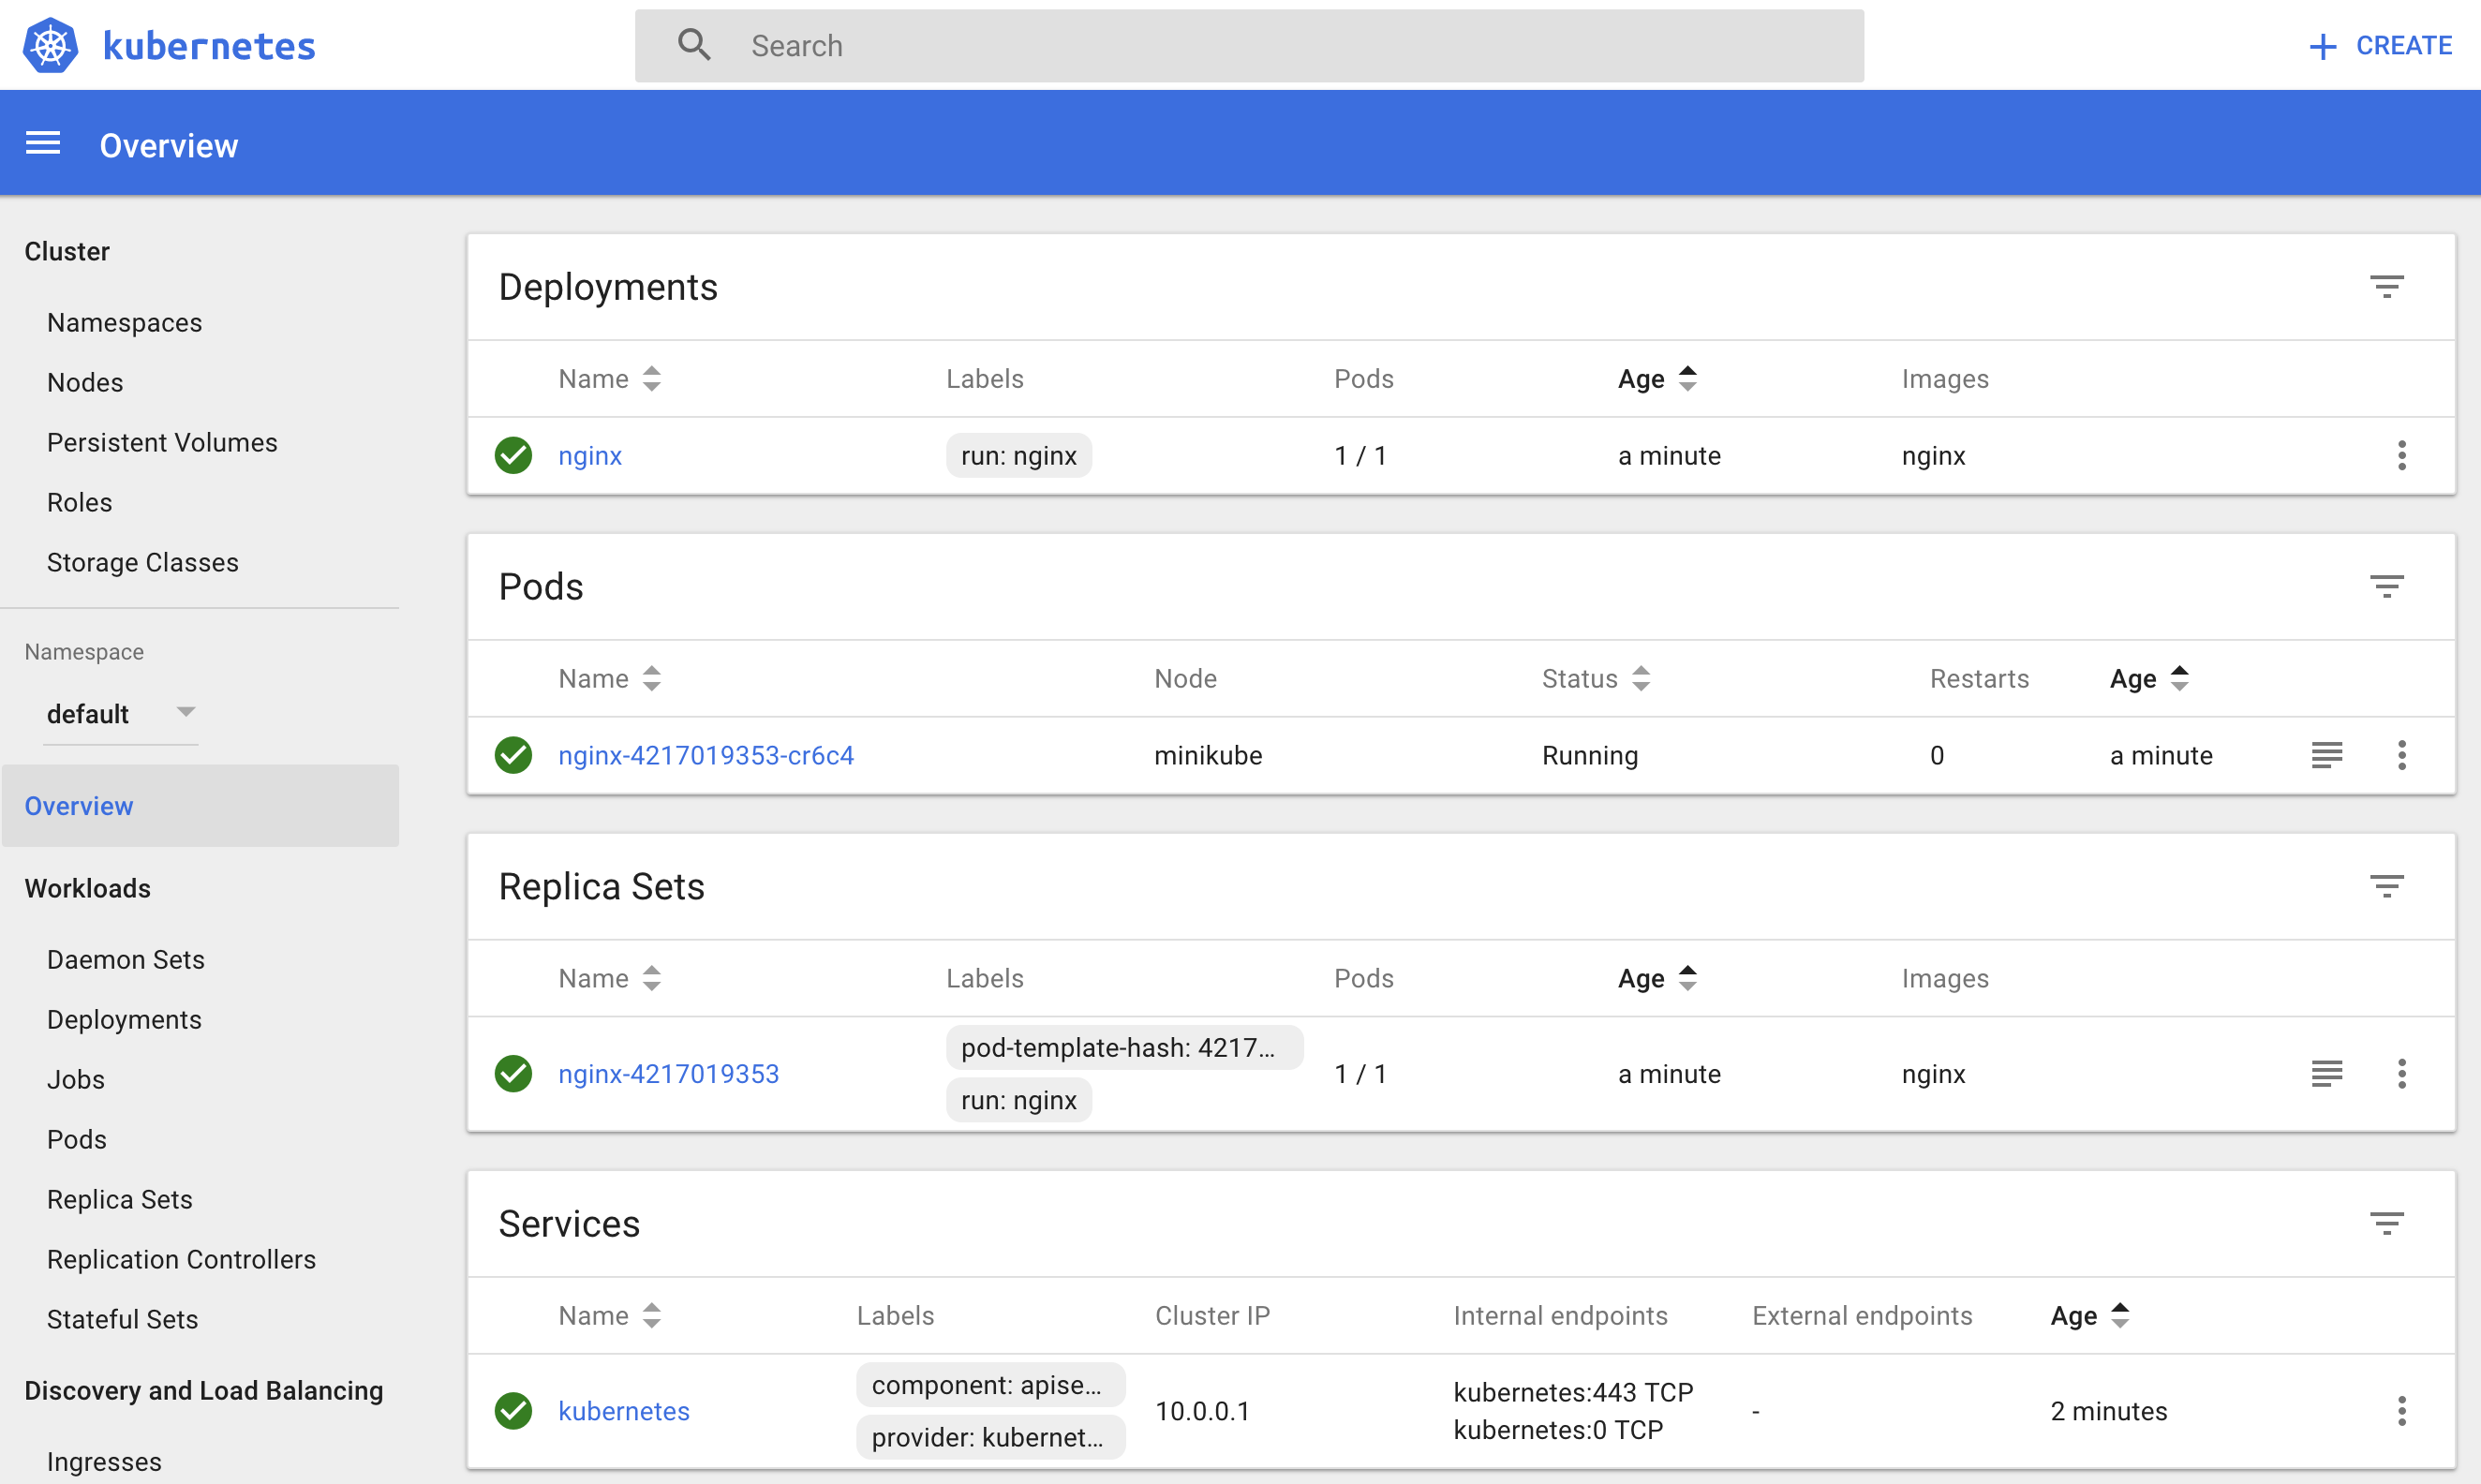 kubernetes
Search
CREATE
Overview
Cluster
Namespaces
Nodes
Persistent Volumes
Roles
Storage Classes
Namespace
default
Overview
Workloads
Daemon Sets
Deployments
Jobs
Pods
Replica Sets
Replication Controllers
Stateful Sets
Discovery and Load Balancing
Ingresses
Deployments
Name Labels Pods Age Images
nginx run: nginx 1 / 1 a minute nginx
Pods
Name Node Status Restarts Age
nginx-4217019353-cr6c4 minikube Running 0 a minute
Replica Sets
Name Labels Pods Age Images
pod-template-hash: 4217...
nginx-4217019353 1 / 1 a minute nginx
run: nginx
Services
Name Labels Cluster IP Internal endpoints External endpoints Age
component: apise... kubernetes:443 TCP
kubernetes 10.0.0.1 - 2 minutes
provider: kubernet... kubernetes:0 TCP